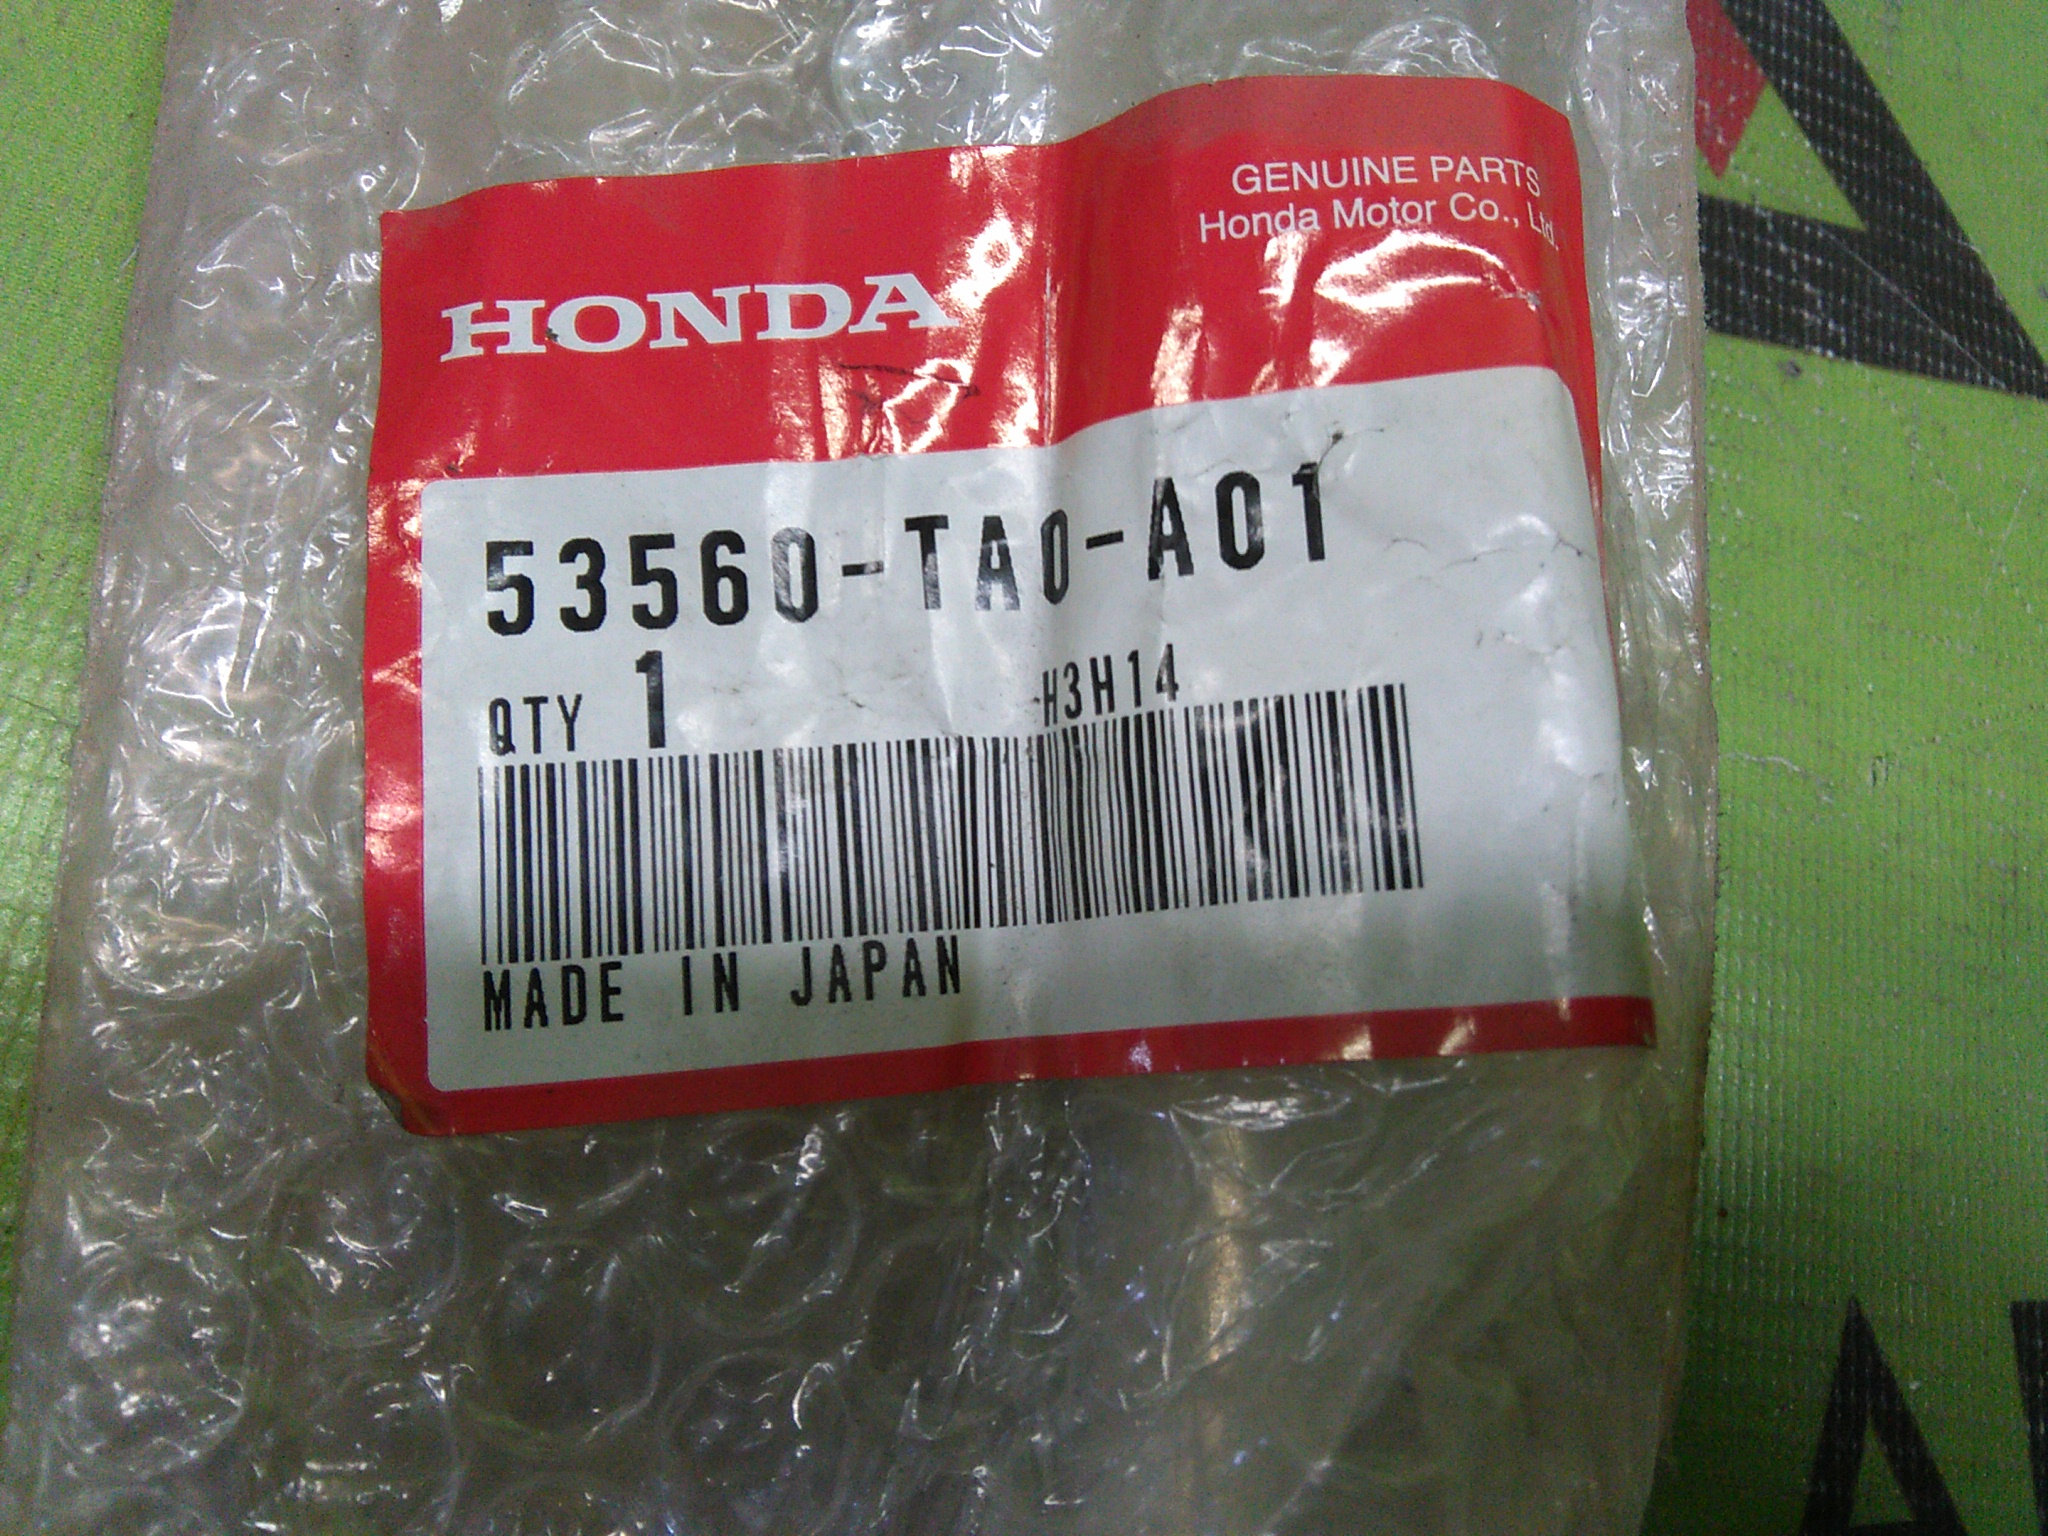 GENUINE PARTS
Honda Motor Co., Ltd.
HONDA
53560-TA0-A01
QTY 1 H3H14
MADE IN JAPAN